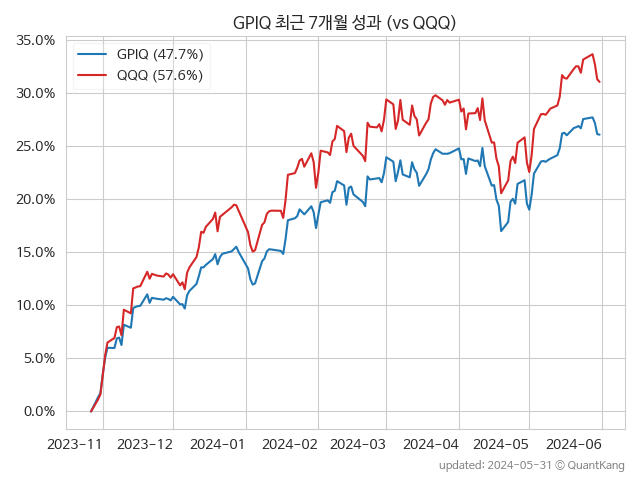 GPIQ 최근 7개월 성과 (vs QQQ)
GPIQ (47.7%)
QQQ (57.6%)
35.0%
30.0%
25.0%
20.0%
15.0%
10.0%
5.0%
0.0%
2023-11 2023-12 2024-01 2024-02 2024-03 2024-04 2024-05 2024-06
updated: 2024-05-31 © QuantKang